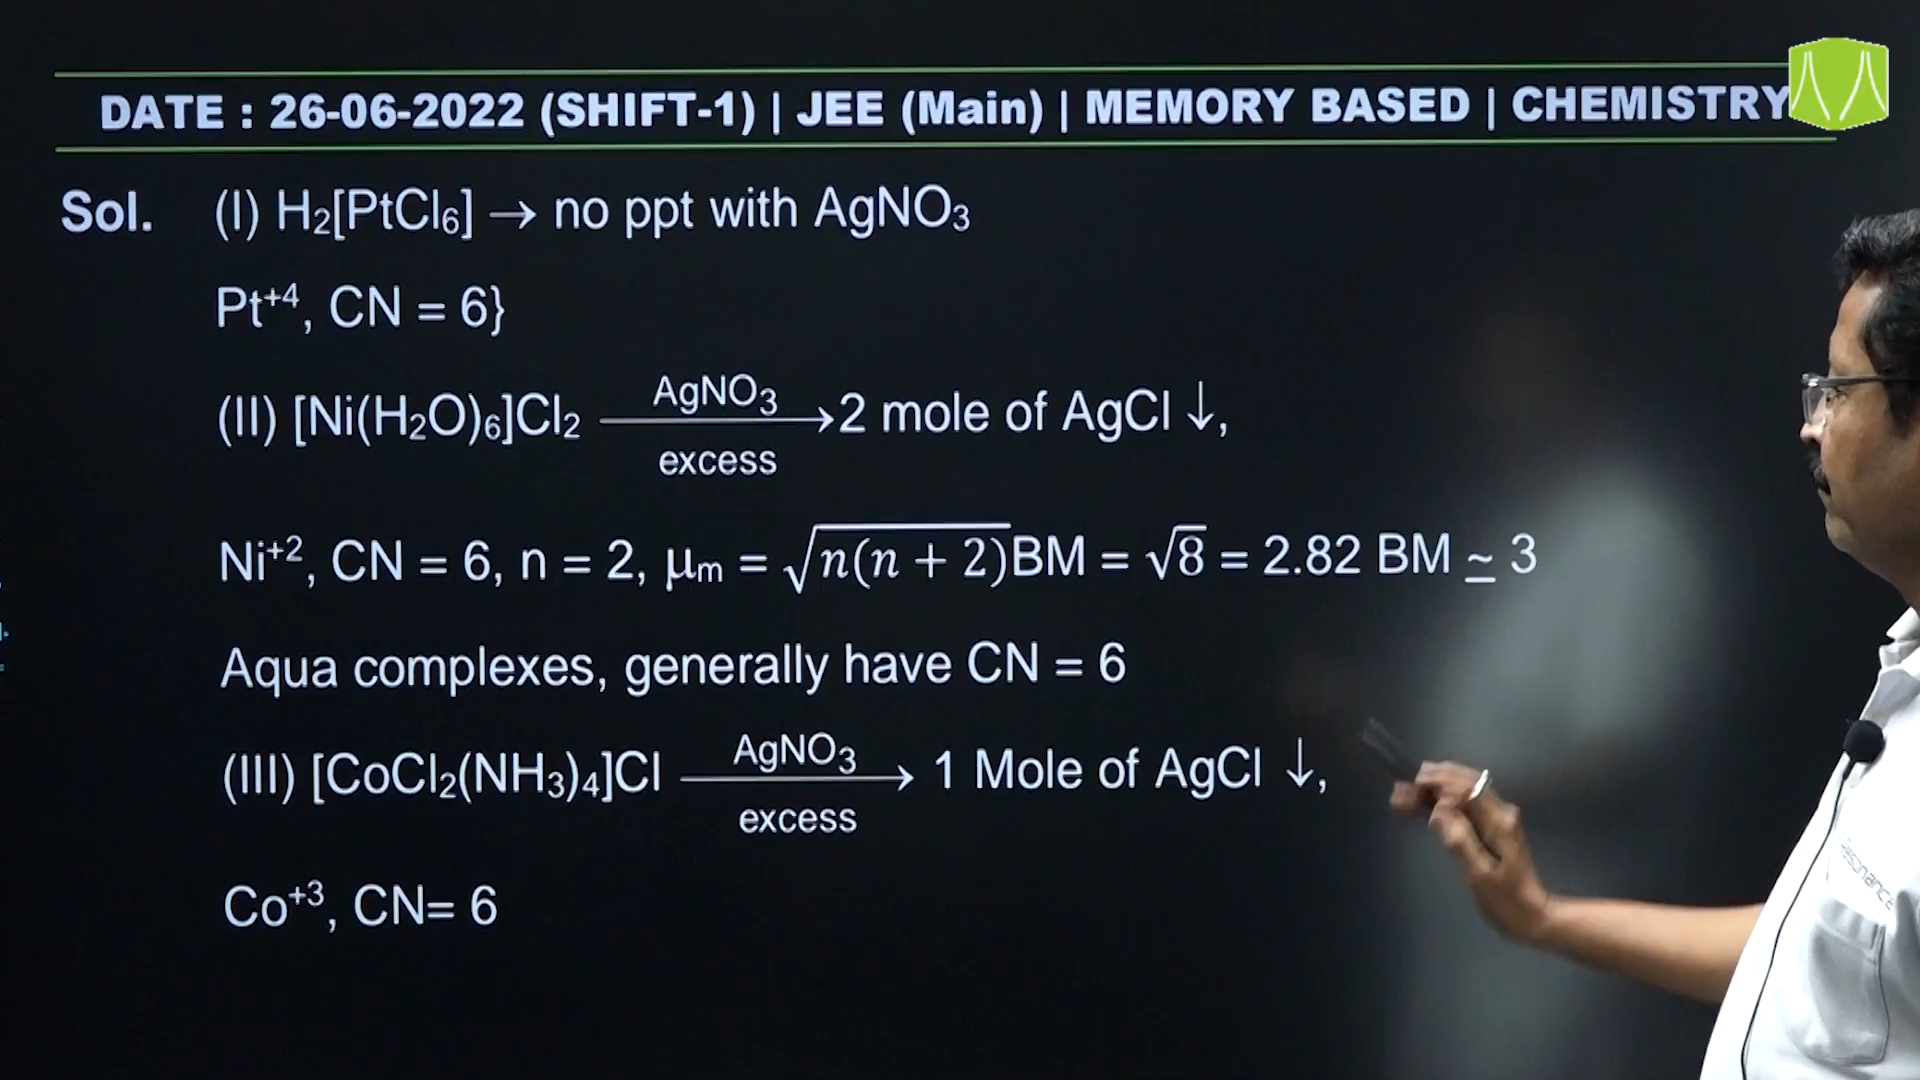 DATE : 26-06-2022 (SHIFT-1) | JEE (Main) | MEMORY BASED | CHEMISTRY
Sol. (I) H₂[PtCl₆] → no ppt with AgNO₃
Pt⁺⁴, CN = 6}
(II) [Ni(H₂O)₆]Cl₂ AgNO₃ excess → 2 mole of AgCl ↓,
Ni⁺², CN = 6, n = 2, μₘ = √n(n + 2)BM = √8 = 2.82 BM ≃ 3
Aqua complexes, generally have CN = 6
(III) [CoCl₂(NH₃)₄]Cl AgNO₃ excess → 1 Mole of AgCl ↓,
Co⁺³, CN= 6